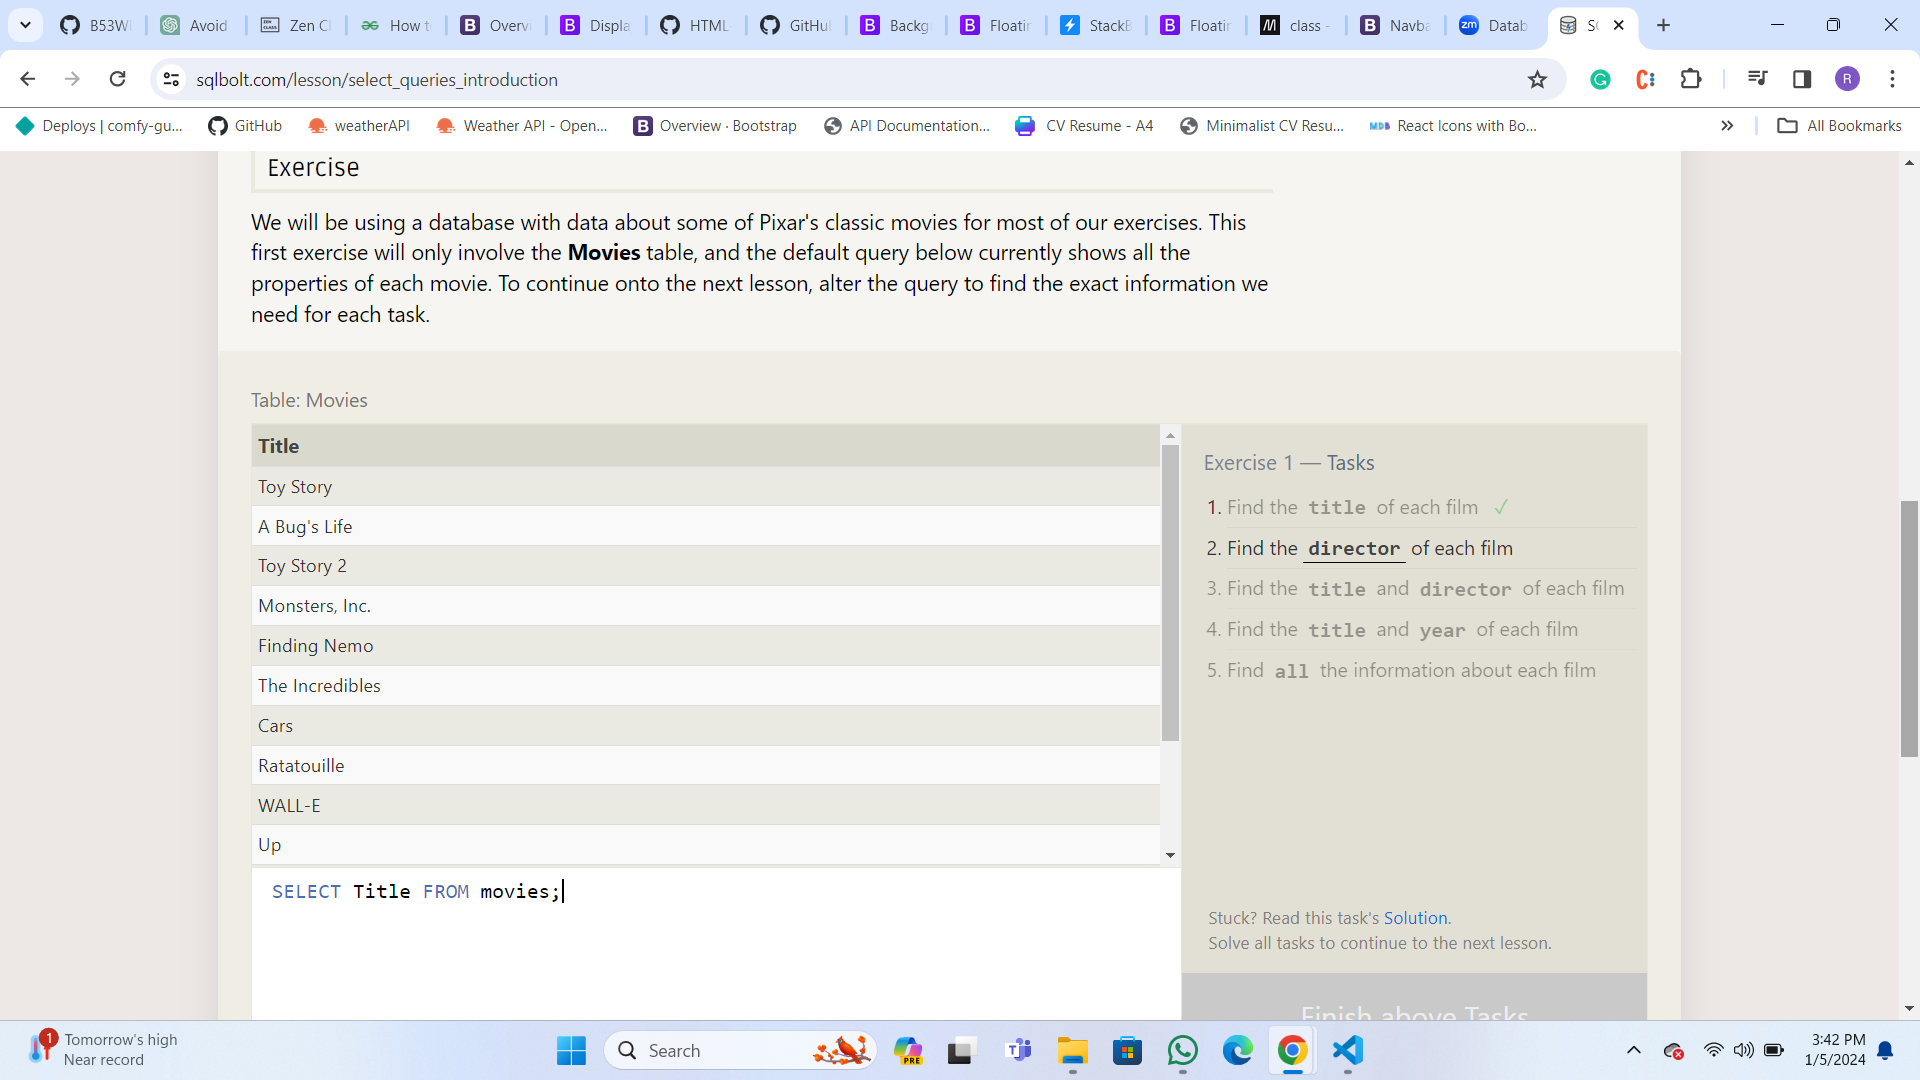 B53W
Avoid
Zen Cl
How t
Overv
Displa
HTML
GitHu
Backg
Floatin
StackB
Floatin
class -
Navba
zm Datab
sqlbolt.com/lesson/select_queries_introduction
R
Deploys | comfy-gu...
GitHub
weatherAPI
Weather API - Open...
Overview · Bootstrap
API Documentation...
CV Resume - A4
Minimalist CV Resu...
React Icons with Bo...
All Bookmarks
Exercise
We will be using a database with data about some of Pixar's classic movies for most of our exercises. This
first exercise will only involve the Movies table, and the default query below currently shows all the
properties of each movie. To continue onto the next lesson, alter the query to find the exact information we
need for each task.
Table: Movies
Title
Toy Story
A Bug's Life
Toy Story 2
Monsters, Inc.
Finding Nemo
The Incredibles
Cars
Ratatouille
WALL-E
Up
SELECT Title FROM movies;
Exercise 1 — Tasks
1. Find the title of each film ✓
2. Find the director of each film
3. Find the title and director of each film
4. Find the title and year of each film
5. Find all the information about each film
Stuck? Read this task's Solution.
Solve all tasks to continue to the next lesson.
Finish above Tasks
1
Tomorrow's high
Near record
Search
PRE
3:42 PM
1/5/2024